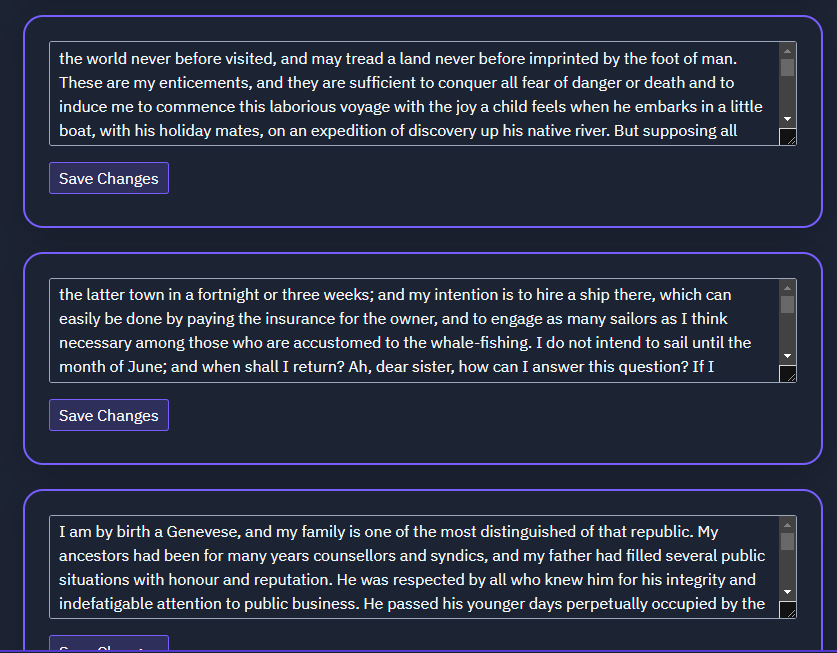 the world never before visited, and may tread a land never before imprinted by the foot of man.
These are my enticements, and they are sufficient to conquer all fear of danger or death and to
induce me to commence this laborious voyage with the joy a child feels when he embarks in a little
boat, with his holiday mates, on an expedition of discovery up his native river. But supposing all
Save Changes
the latter town in a fortnight or three weeks; and my intention is to hire a ship there, which can
easily be done by paying the insurance for the owner, and to engage as many sailors as I think
necessary among those who are accustomed to the whale-fishing. I do not intend to sail until the
month of June; and when shall I return? Ah, dear sister, how can I answer this question? If I
Save Changes
I am by birth a Genevese, and my family is one of the most distinguished of that republic. My
ancestors had been for many years counsellors and syndics, and my father had filled several public
situations with honour and reputation. He was respected by all who knew him for his integrity and
indefatigable attention to public business. He passed his younger days perpetually occupied by the
Save Changes